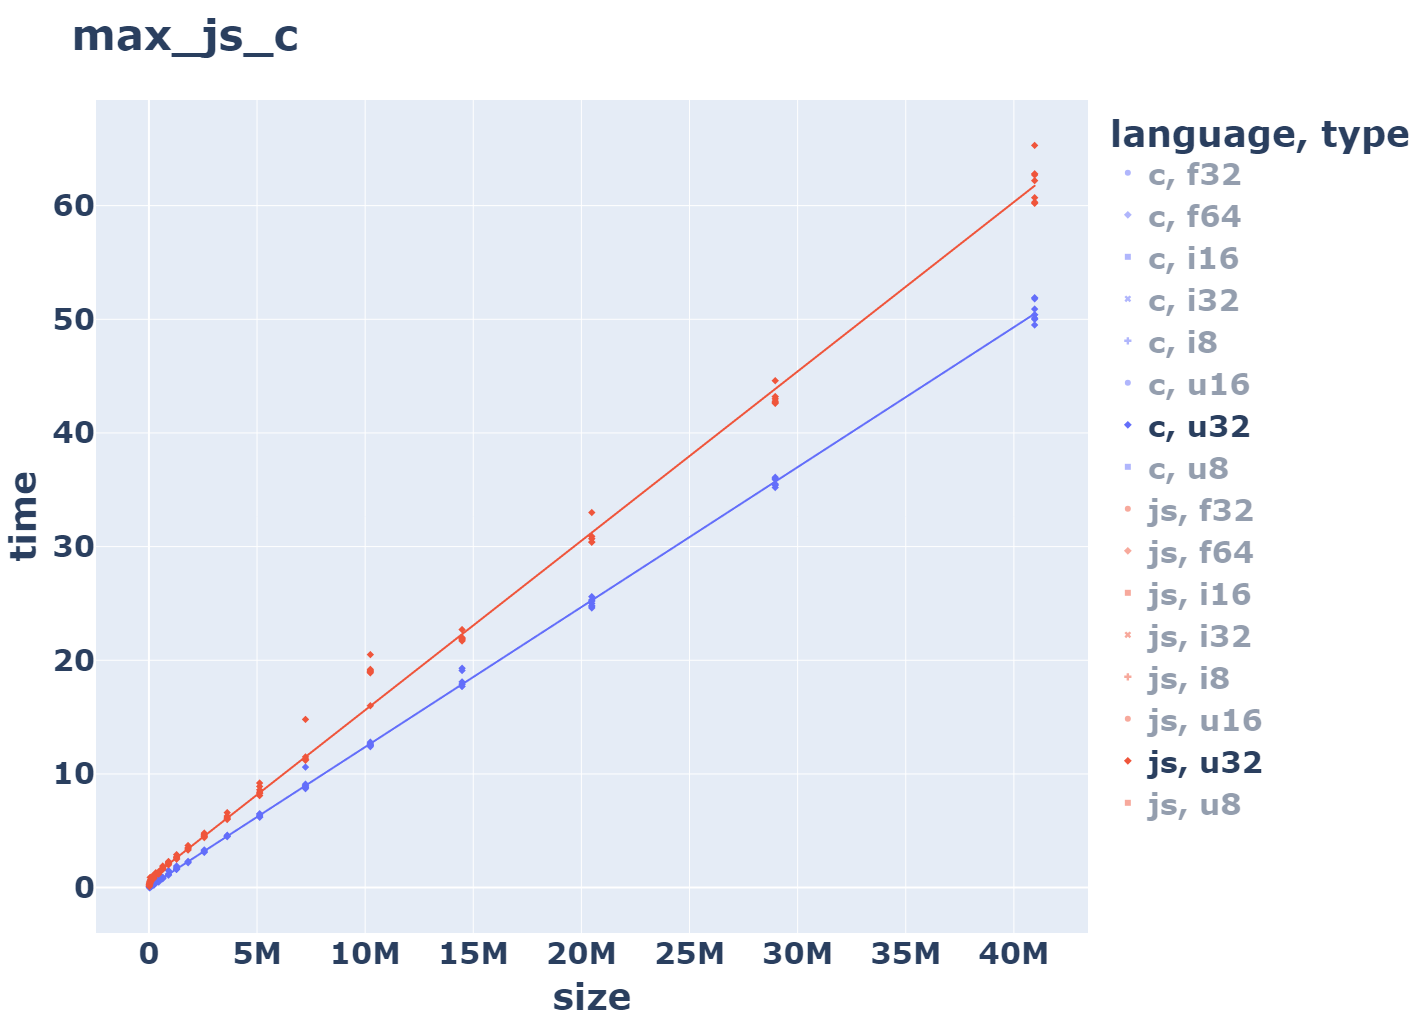 max_js_c
language, type
c, f32
c, f64
c, i16
c, i32
c, i8
c, u16
c, u32
c, u8
js, f32
js, f64
js, i16
js, i32
js, i8
js, u16
js, u32
js, u8
time
60
50
40
30
20
10
0
0 5M 10M 15M 20M 25M 30M 35M 40M
size